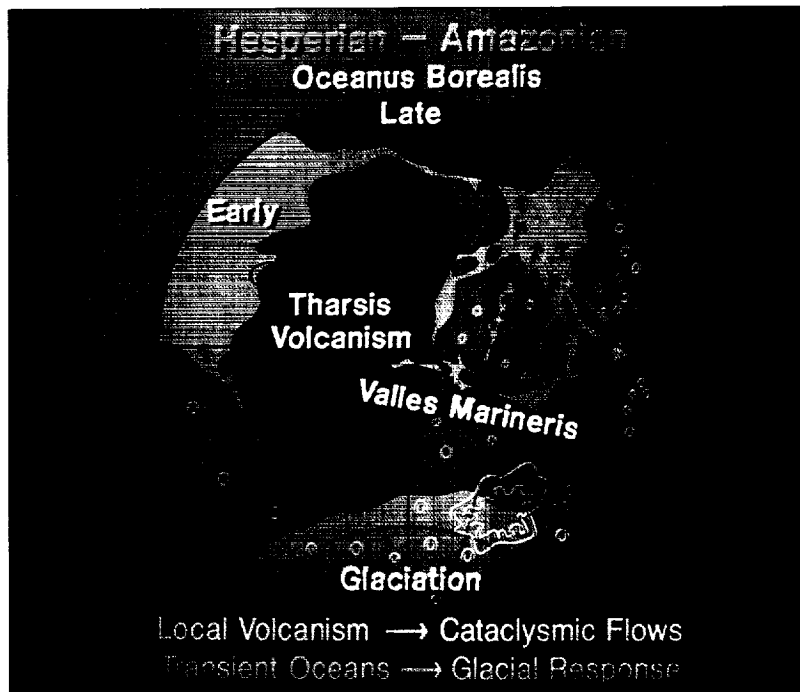 Hesperian – Amazonian
Oceanus Borealis
Late
Early
Tharsis
Volcanism
Valles Marineris
Glaciation
Local Volcanism → Cataclysmic Flows
Transient Oceans → Glacial Response